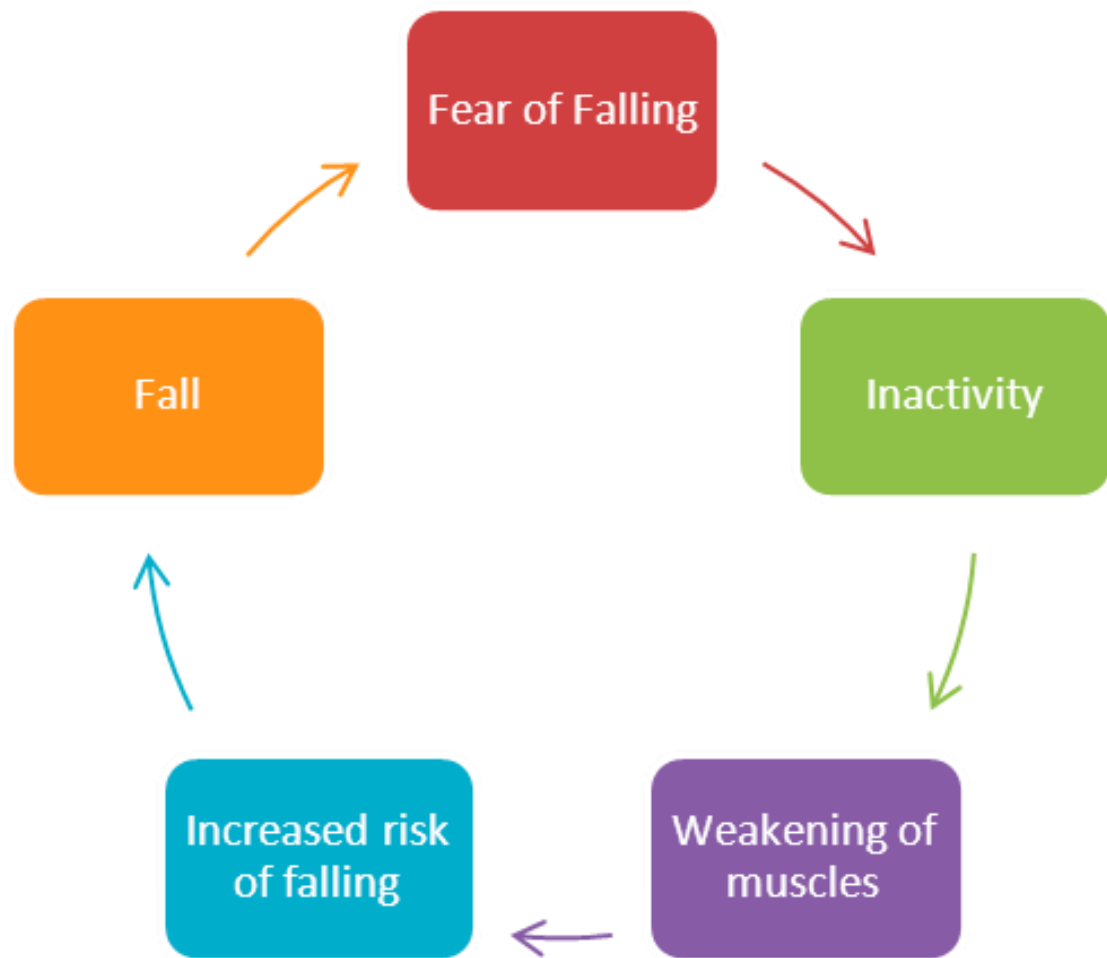 Fear of Falling
Inactivity
Weakening of
muscles
Increased risk
of falling
Fall